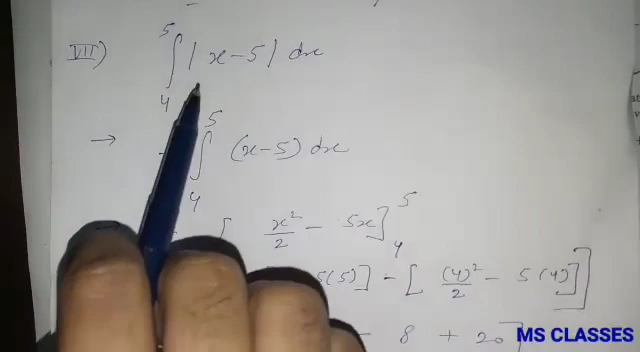 VII) ∫₄⁵ |x-5| dx
→ - ∫₄⁵ (x-5) dx
- [ x²/2 - 5x]₄⁵
5(5)] - [ (4)²/2 - 5(4)]]
- 8 + 20]
MS CLASSES